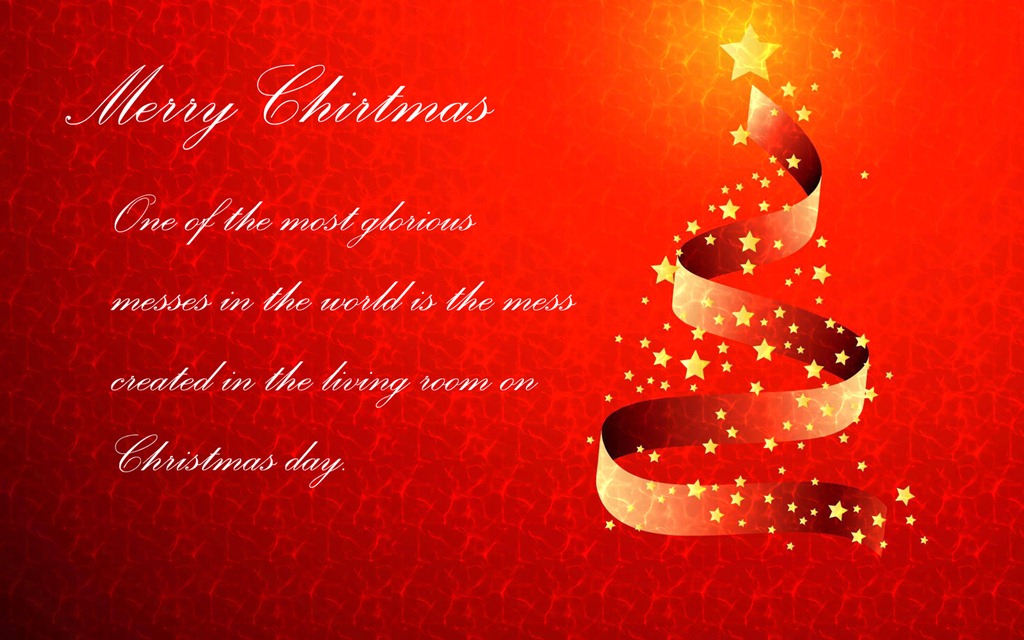 Merry Chirtmas
One of the most glorious
messes in the world is the mess
created in the living room on
Christmas day.